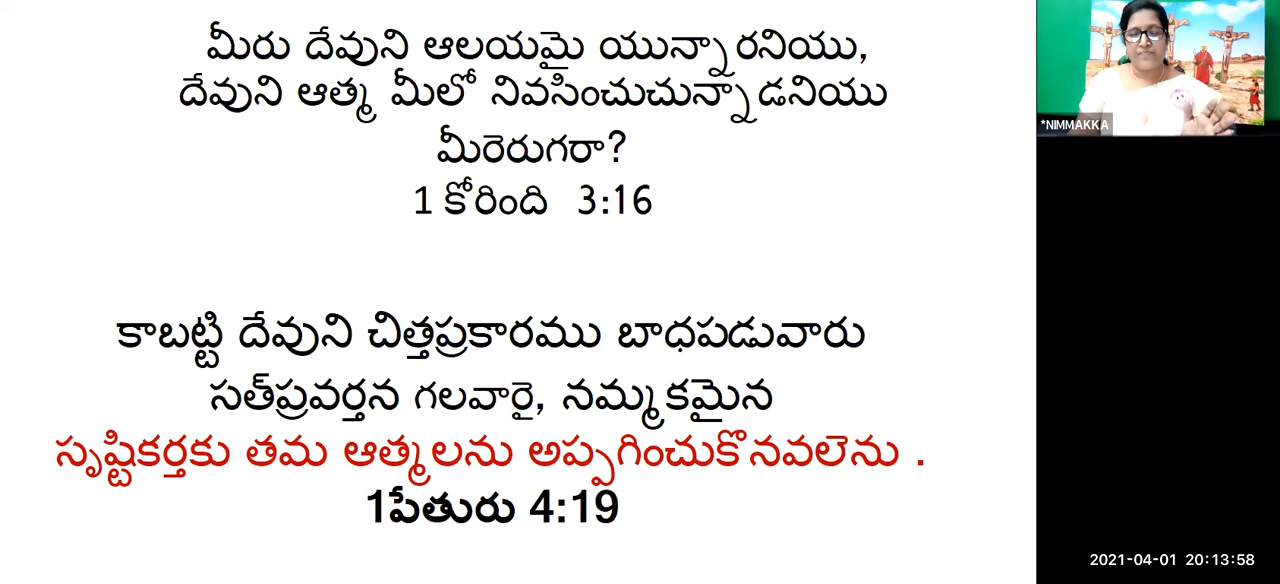 మీరు దేవుని ఆలయమై యున్నారనియు,
దేవుని ఆత్మ మీలో నివసించుచున్నాడనియు
మీరెరుగరా?
1 కోరింది 3:16
కాబట్టి దేవుని చిత్తప్రకారము బాధపడువారు
సత్‌ప్రవర్తన గలవారై, నమ్మకమైన
సృష్టికర్తకు తమ ఆత్మలను అప్పగించుకొనవలెను .
1పేతురు 4:19
*NIMMAKKA
2021-04-01 20:13:58